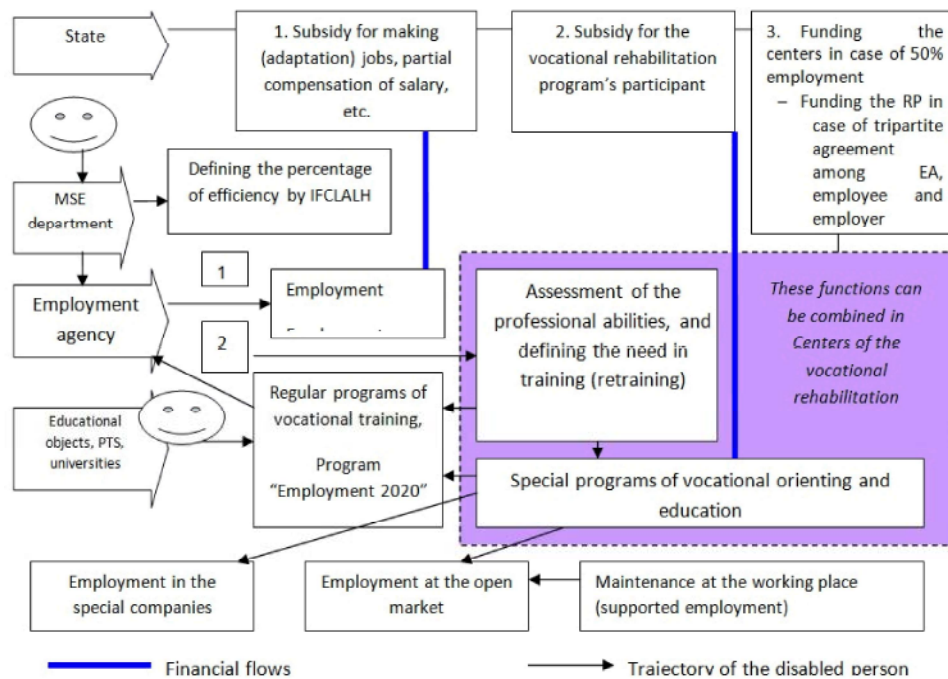 State
1. Subsidy for making
(adaptation) jobs, partial
compensation of salary,
etc.
2. Subsidy for the
vocational rehabilitation
program's participant
3. Funding the
centers in case of 50%
employment
– Funding the RP in
case of tripartite
agreement
among EA,
employee and
employer
MSE
department
Defining the percentage
of efficiency by IFCLALH
1
Employment
agency
Employment
2
Assessment of the
professional abilities, and
defining the need in
training (retraining)
These functions can
be combined in
Centers of the
vocational
rehabilitation
Educational
objects, PTS,
universities
Regular programs of
vocational training,
Program
"Employment 2020"
Special programs of vocational orienting and
education
Employment in the
special companies
Employment at the open
market
Maintenance at the working place
(supported employment)
Financial flows
Trajectory of the disabled person